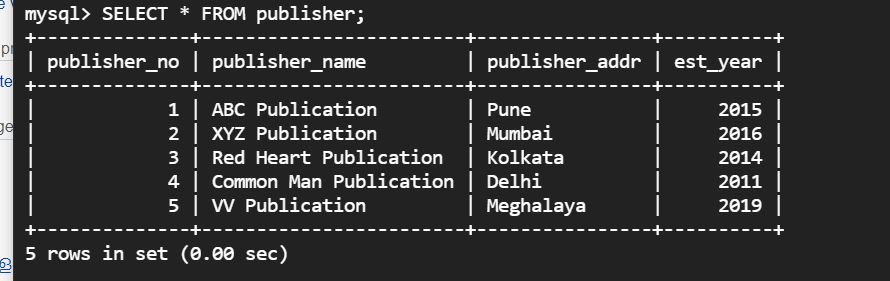 mysql> SELECT * FROM publisher;
+--------------+-----------------------+----------------+----------+
| publisher_no | publisher_name        | publisher_addr | est_year |
+--------------+-----------------------+----------------+----------+
|            1 | ABC Publication       | Pune           |     2015 |
|            2 | XYZ Publication       | Mumbai         |     2016 |
|            3 | Red Heart Publication | Kolkata        |     2014 |
|            4 | Common Man Publication | Delhi         |     2011 |
|            5 | VV Publication        | Meghalaya      |     2019 |
+--------------+-----------------------+----------------+----------+
5 rows in set (0.00 sec)